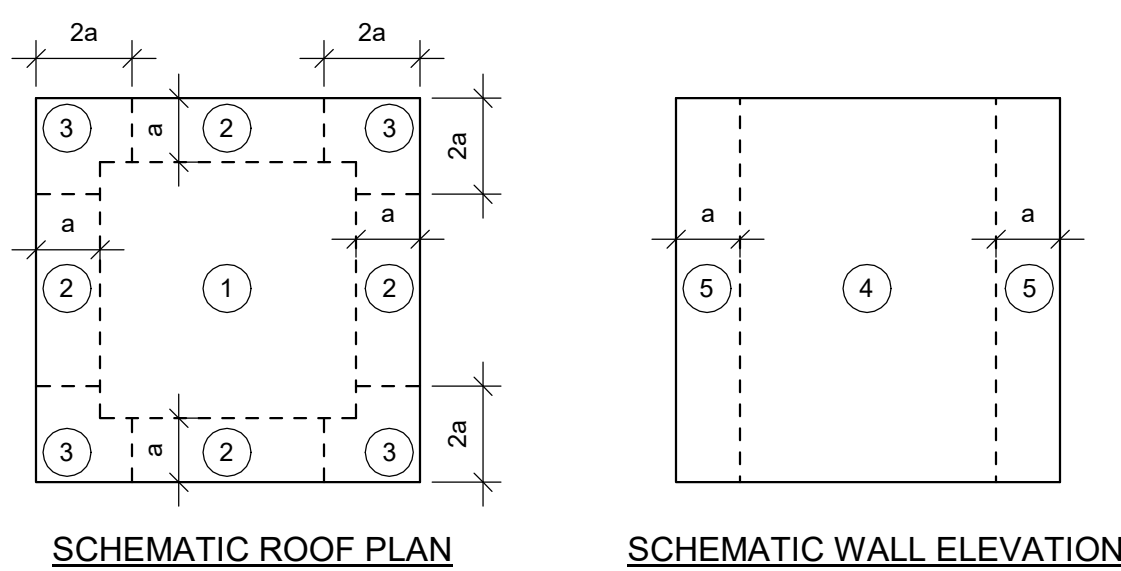 2a 2a
3 a 2 3 2a
a a a a
2 1 2 5 4 5
3 a 2 3 2a
SCHEMATIC ROOF PLAN SCHEMATIC WALL ELEVATION